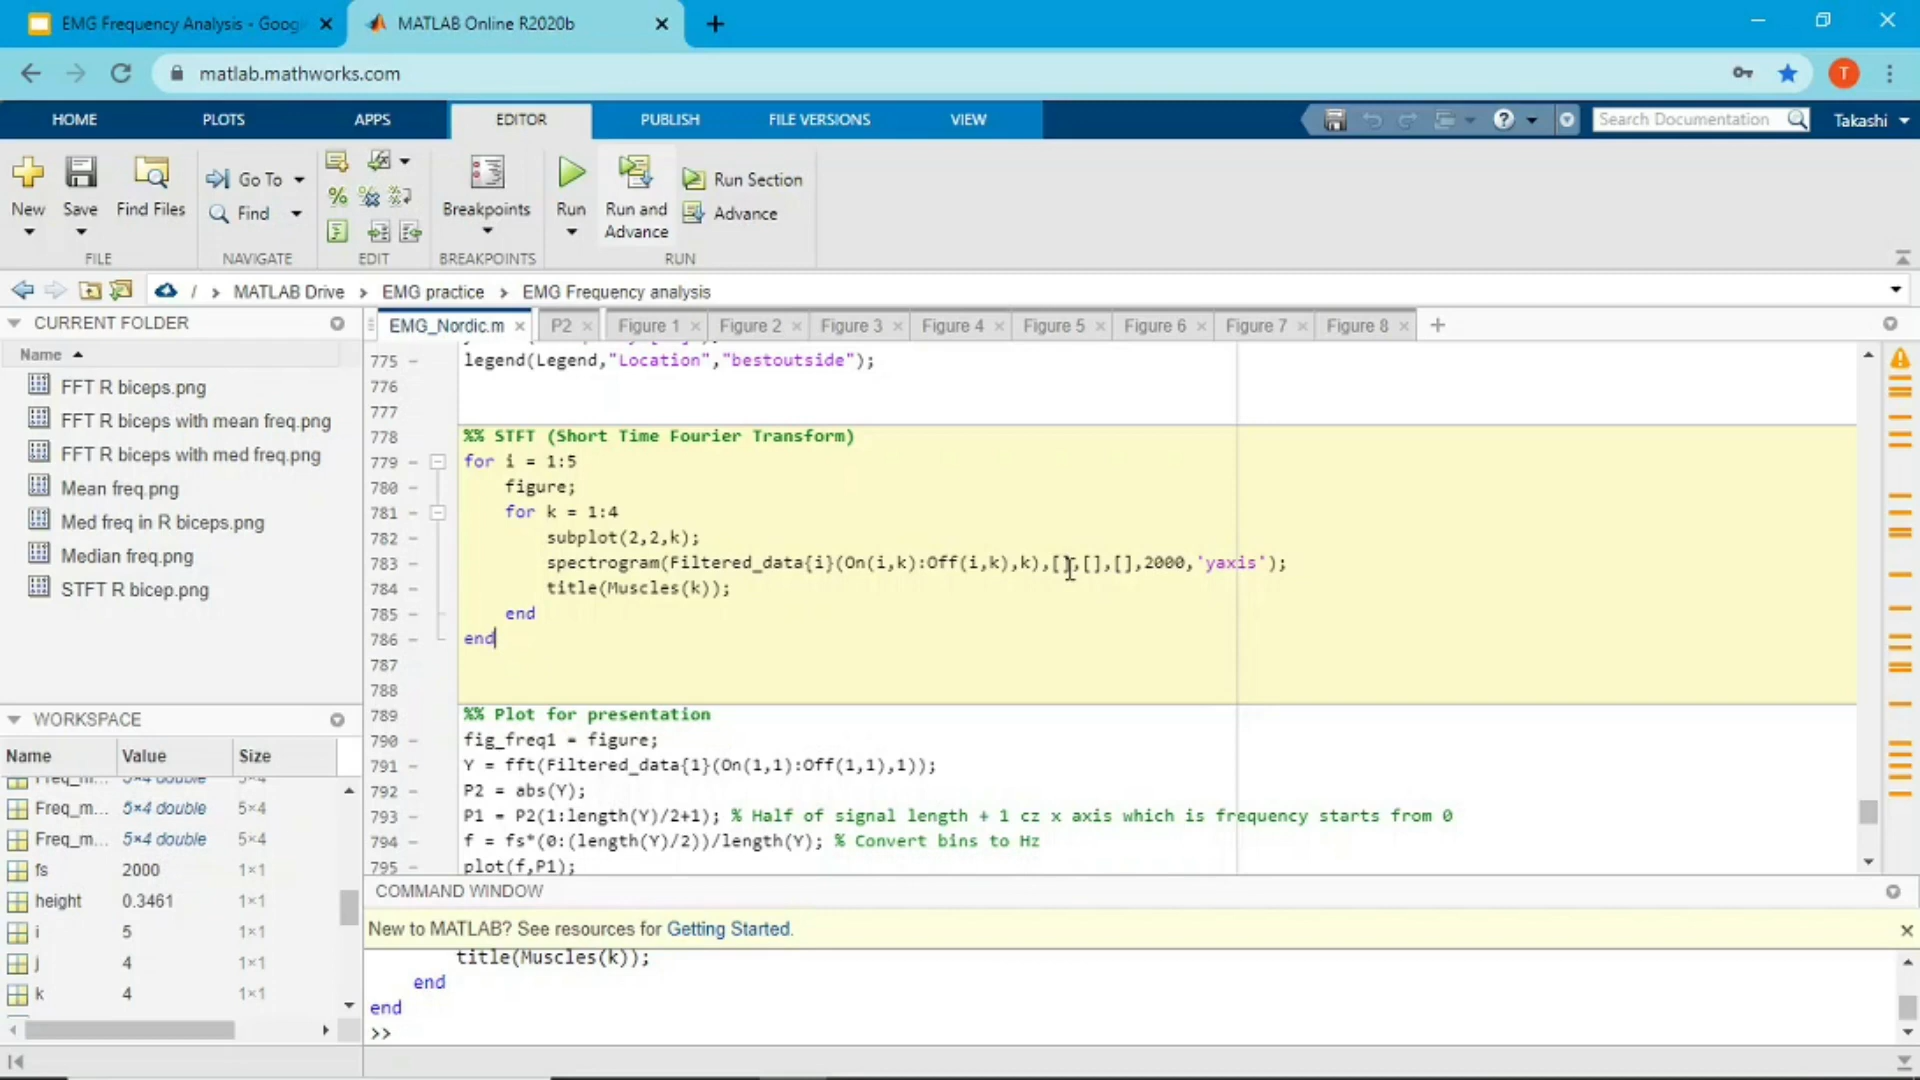 EMG Frequency Analysis - Goog
MATLAB Online R2020b
matlab.mathworks.com
T
HOME
PLOTS
APPS
EDITOR
PUBLISH
FILE VERSIONS
VIEW
Search Documentation
Takashi
New
Save
Find Files
Go To
Find
Breakpoints
Run
Run and
Advance
Run Section
Advance
FILE
NAVIGATE
EDIT
BREAKPOINTS
RUN
/ > MATLAB Drive > EMG practice > EMG Frequency analysis
CURRENT FOLDER
Name
FFT R biceps.png
FFT R biceps with mean freq.png
FFT R biceps with med freq.png
Mean freq.png
Med freq in R biceps.png
Median freq.png
STFT R bicep.png
WORKSPACE
Name Value Size
Freq_m... 5×4 double 5×4
Freq_m... 5×4 double 5×4
Freq_m... 5×4 double 5×4
fs 2000 1×1
height 0.3461 1×1
i 5 1×1
j 4 1×1
k 4 1×1
EMG_Nordic.m
P2
Figure 1
Figure 2
Figure 3
Figure 4
Figure 5
Figure 6
Figure 7
Figure 8
775 – legend(Legend,"Location","bestoutside");
776
777
778 %% STFT (Short Time Fourier Transform)
779 – for i = 1:5
780 – figure;
781 – for k = 1:4
782 – subplot(2,2,k);
783 – spectrogram(Filtered_data{i}(On(i,k):Off(i,k),k),[],[],[],2000,'yaxis');
784 – title(Muscles(k));
785 – end
786 – end
787
788
789 %% Plot for presentation
790 – fig_freq1 = figure;
791 – Y = fft(Filtered_data{1}(On(1,1):Off(1,1),1));
792 – P2 = abs(Y);
793 – P1 = P2(1:length(Y)/2+1); % Half of signal length + 1 cz x axis which is frequency starts from 0
794 – f = fs*(0:(length(Y)/2))/length(Y); % Convert bins to Hz
795 – plot(f,P1);
COMMAND WINDOW
New to MATLAB? See resources for Getting Started.
title(Muscles(k));
end
end
>>